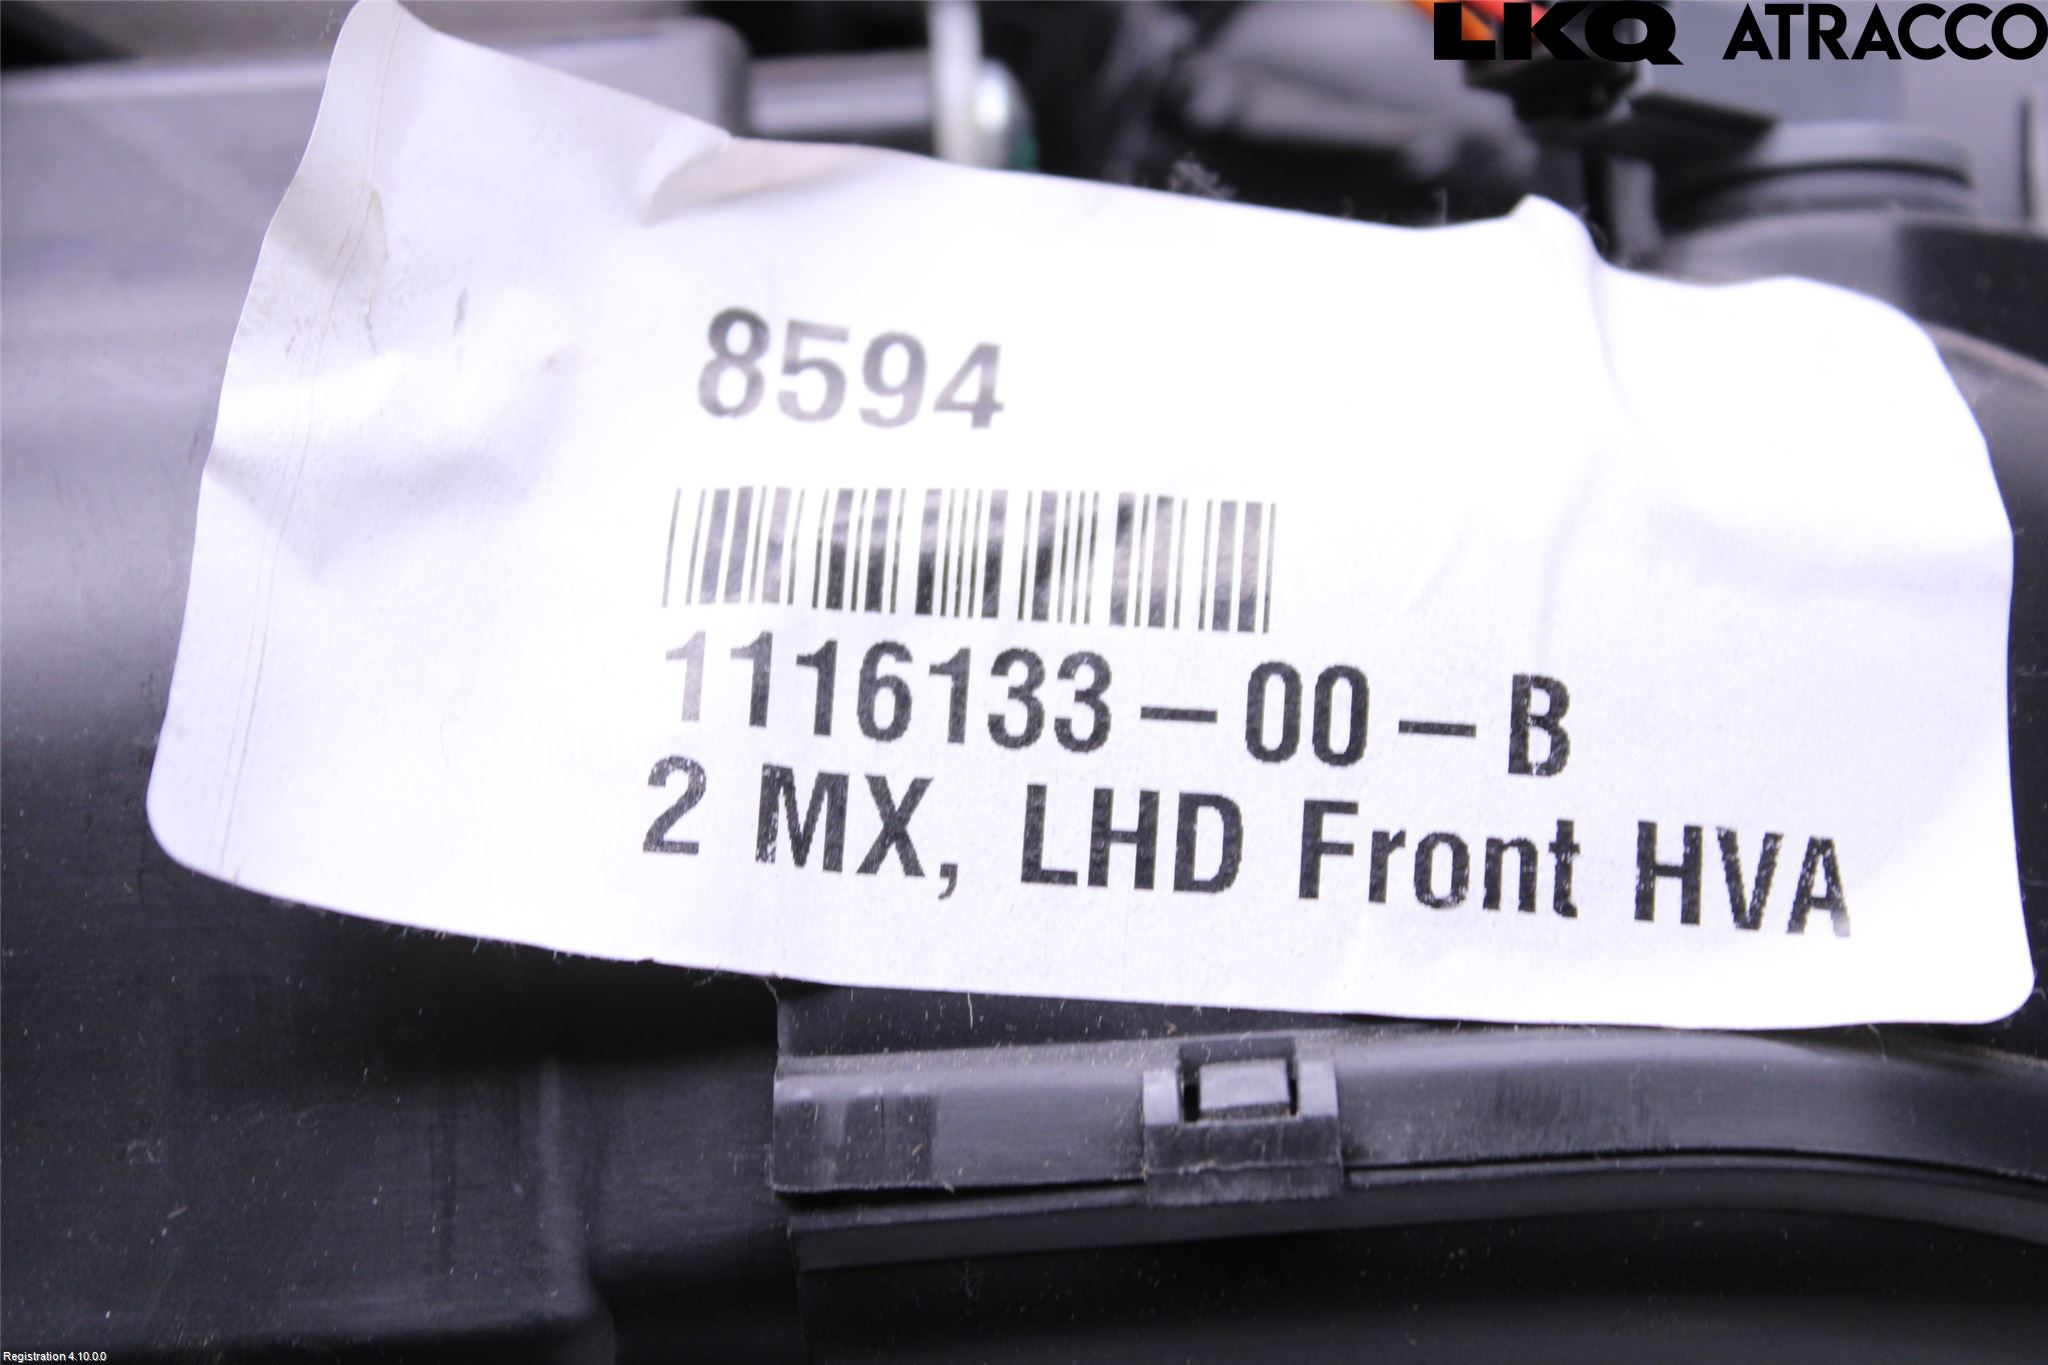 LKQ ATRACCO
8594
1116133-00-B
2 MX, LHD Front HVA
Registration 4.10.0.0